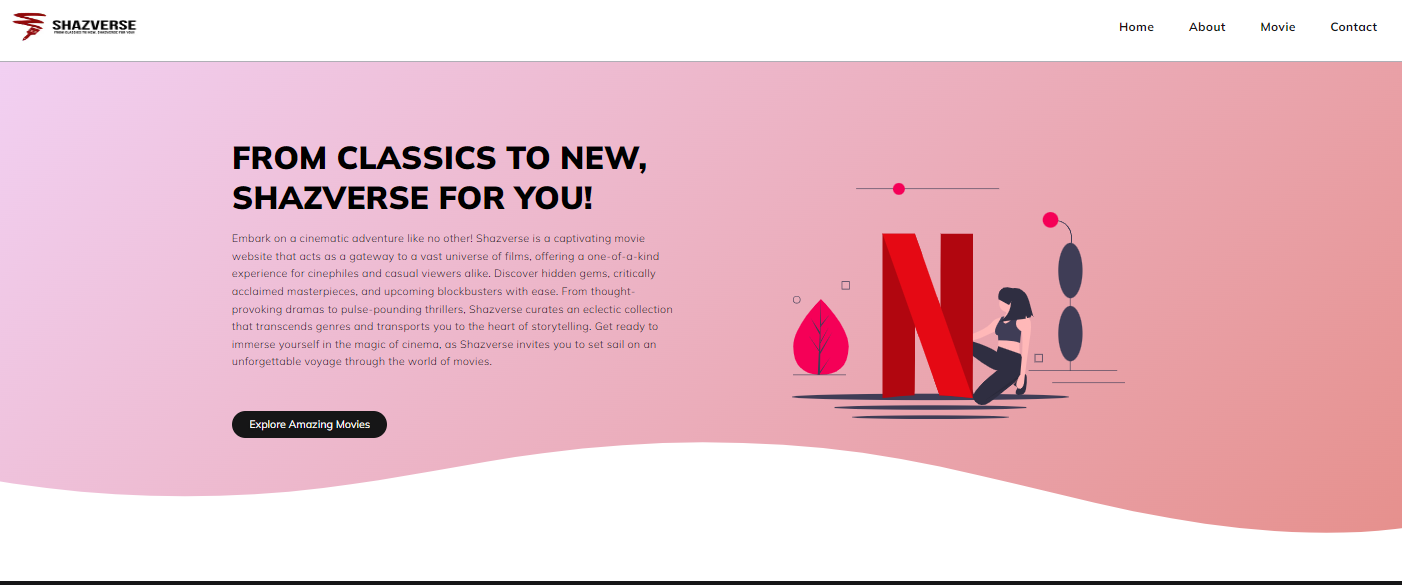 SHAZVERSE
FROM CLASSICS TO NEW, SHAZVERSE FOR YOU!
Home
About
Movie
Contact
FROM CLASSICS TO NEW,
SHAZVERSE FOR YOU!
Embark on a cinematic adventure like no other! Shazverse is a captivating movie
website that acts as a gateway to a vast universe of films, offering a one-of-a-kind
experience for cinephiles and casual viewers alike. Discover hidden gems, critically
acclaimed masterpieces, and upcoming blockbusters with ease. From thought-
provoking dramas to pulse-pounding thrillers, Shazverse curates an eclectic collection
that transcends genres and transports you to the heart of storytelling. Get ready to
immerse yourself in the magic of cinema, as Shazverse invites you to set sail on an
unforgettable voyage through the world of movies.
Explore Amazing Movies
N